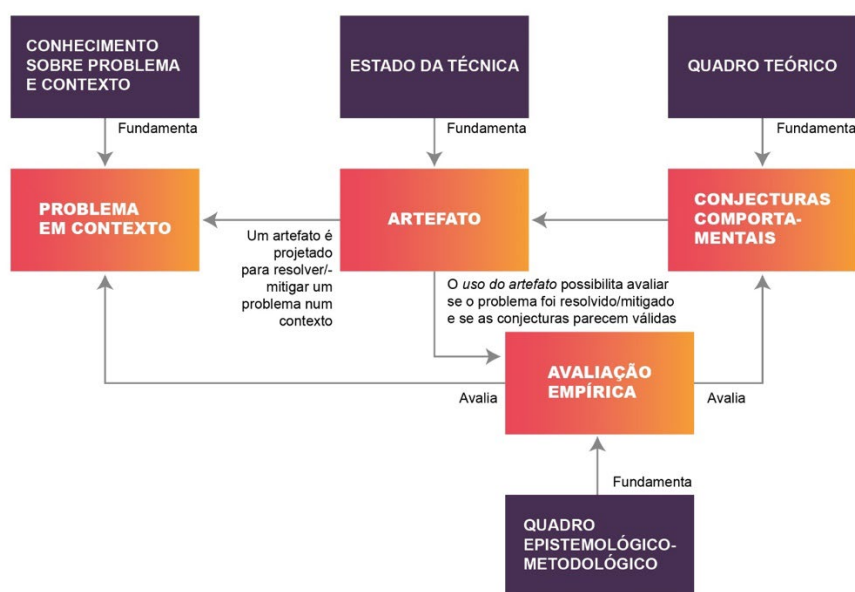 CONHECIMENTO
SOBRE PROBLEMA
E CONTEXTO
ESTADO DA TÉCNICA
QUADRO TEÓRICO
Fundamenta
Fundamenta
Fundamenta
PROBLEMA
EM CONTEXTO
ARTEFATO
CONJECTURAS
COMPORTA-
MENTAIS
Um artefato é
projetado
para resolver/-
mitigar um
problema num
contexto
O uso do artefato possibilita avaliar
se o problema foi resolvido/mitigado
e se as conjecturas parecem válidas
AVALIAÇÃO
EMPÍRICA
Avalia
Avalia
Fundamenta
QUADRO
EPISTEMOLÓGICO-
METODOLÓGICO